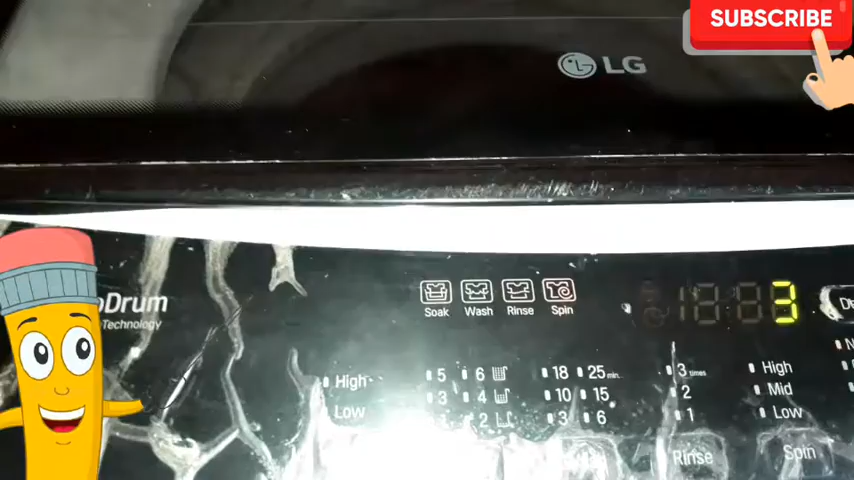 SUBSCRIBE
LG
oDrum
Technology
Soak Wash Rinse Spin
3
High 5 6 18 25 min. 3 times High
Low 3 4 10 15 2 Mid
2 3 6 1 Low
Rinse Spin